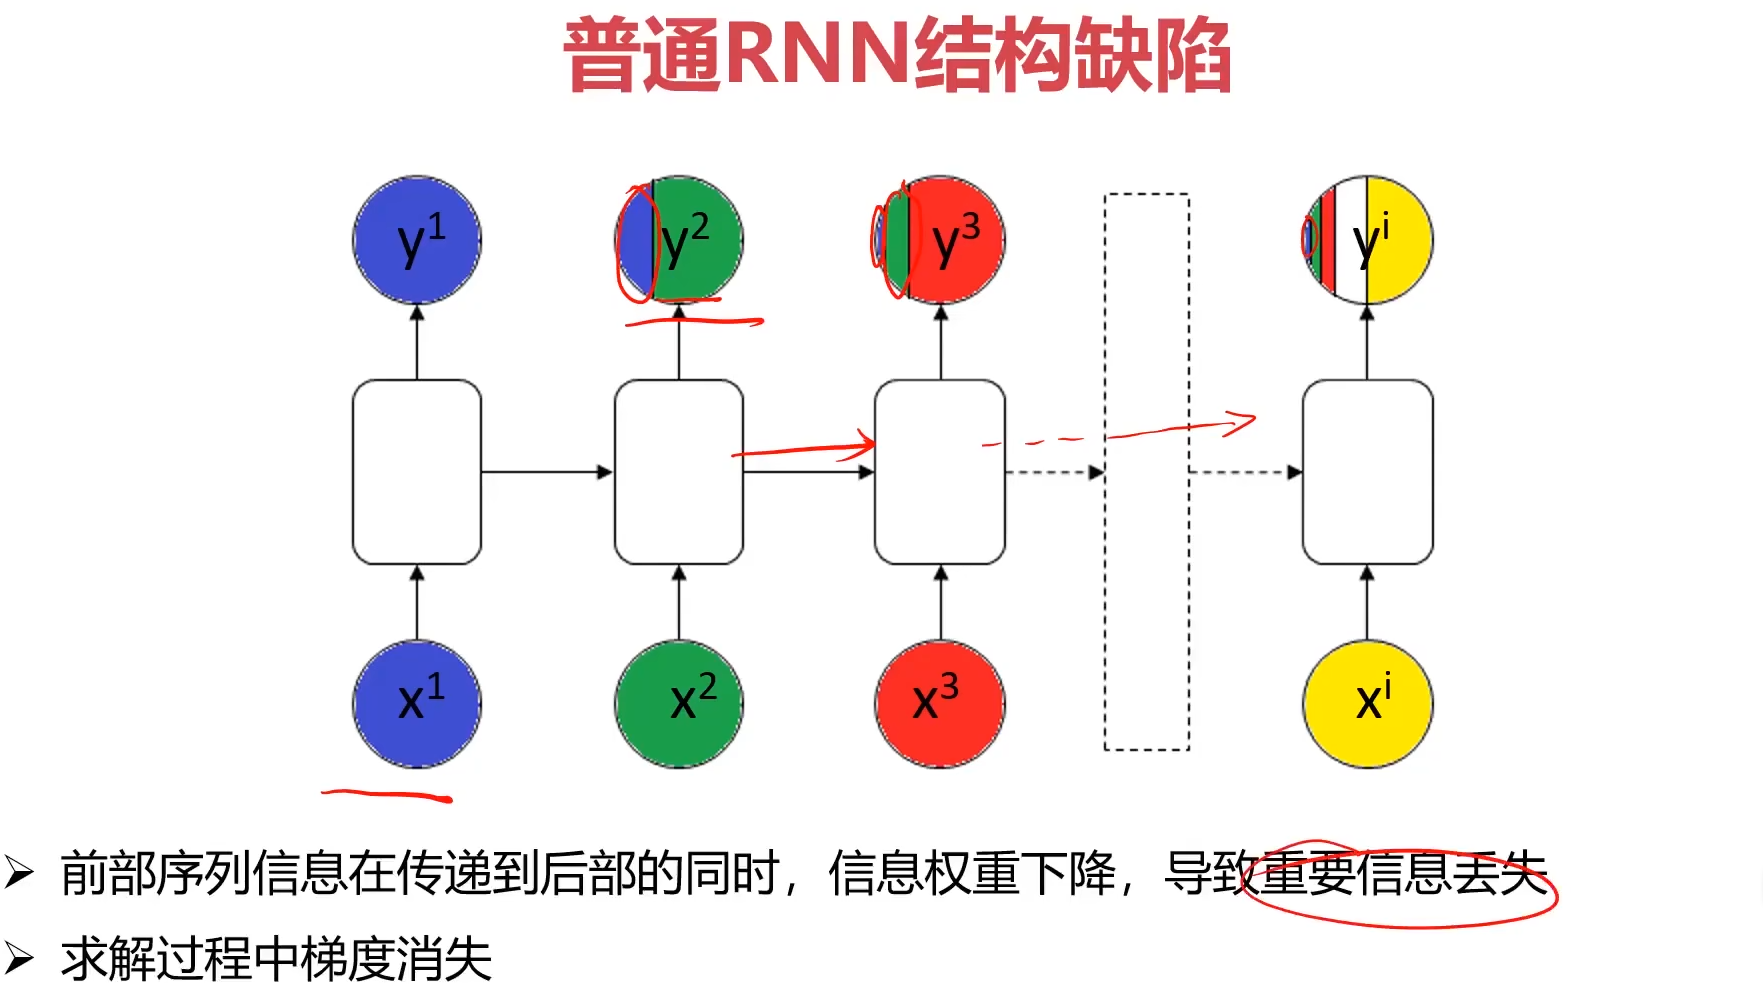 普通RNN结构缺陷
y¹ y² y³ yⁱ
x¹ x² x³ xⁱ
前部序列信息在传递到后部的同时，信息权重下降，导致重要信息丢失
求解过程中梯度消失